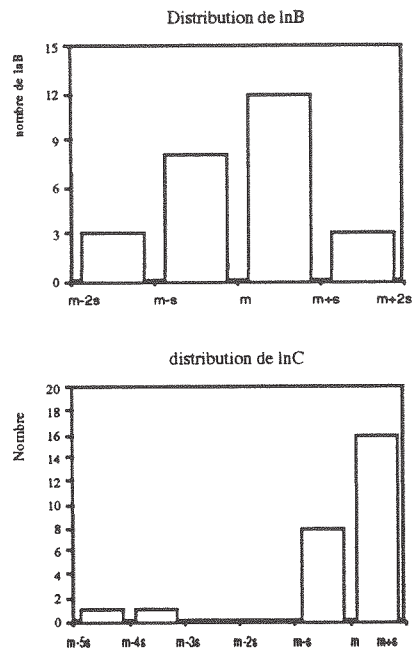 Distribution de lnB
nombre de lnB
15
12
9
6
3
0
m-2s m-s m m+s m+2s
distribution de lnC
Nombre
20
18
16
14
12
10
8
6
4
2
0
m-5s m-4s m-3s m-2s m-s m m+s